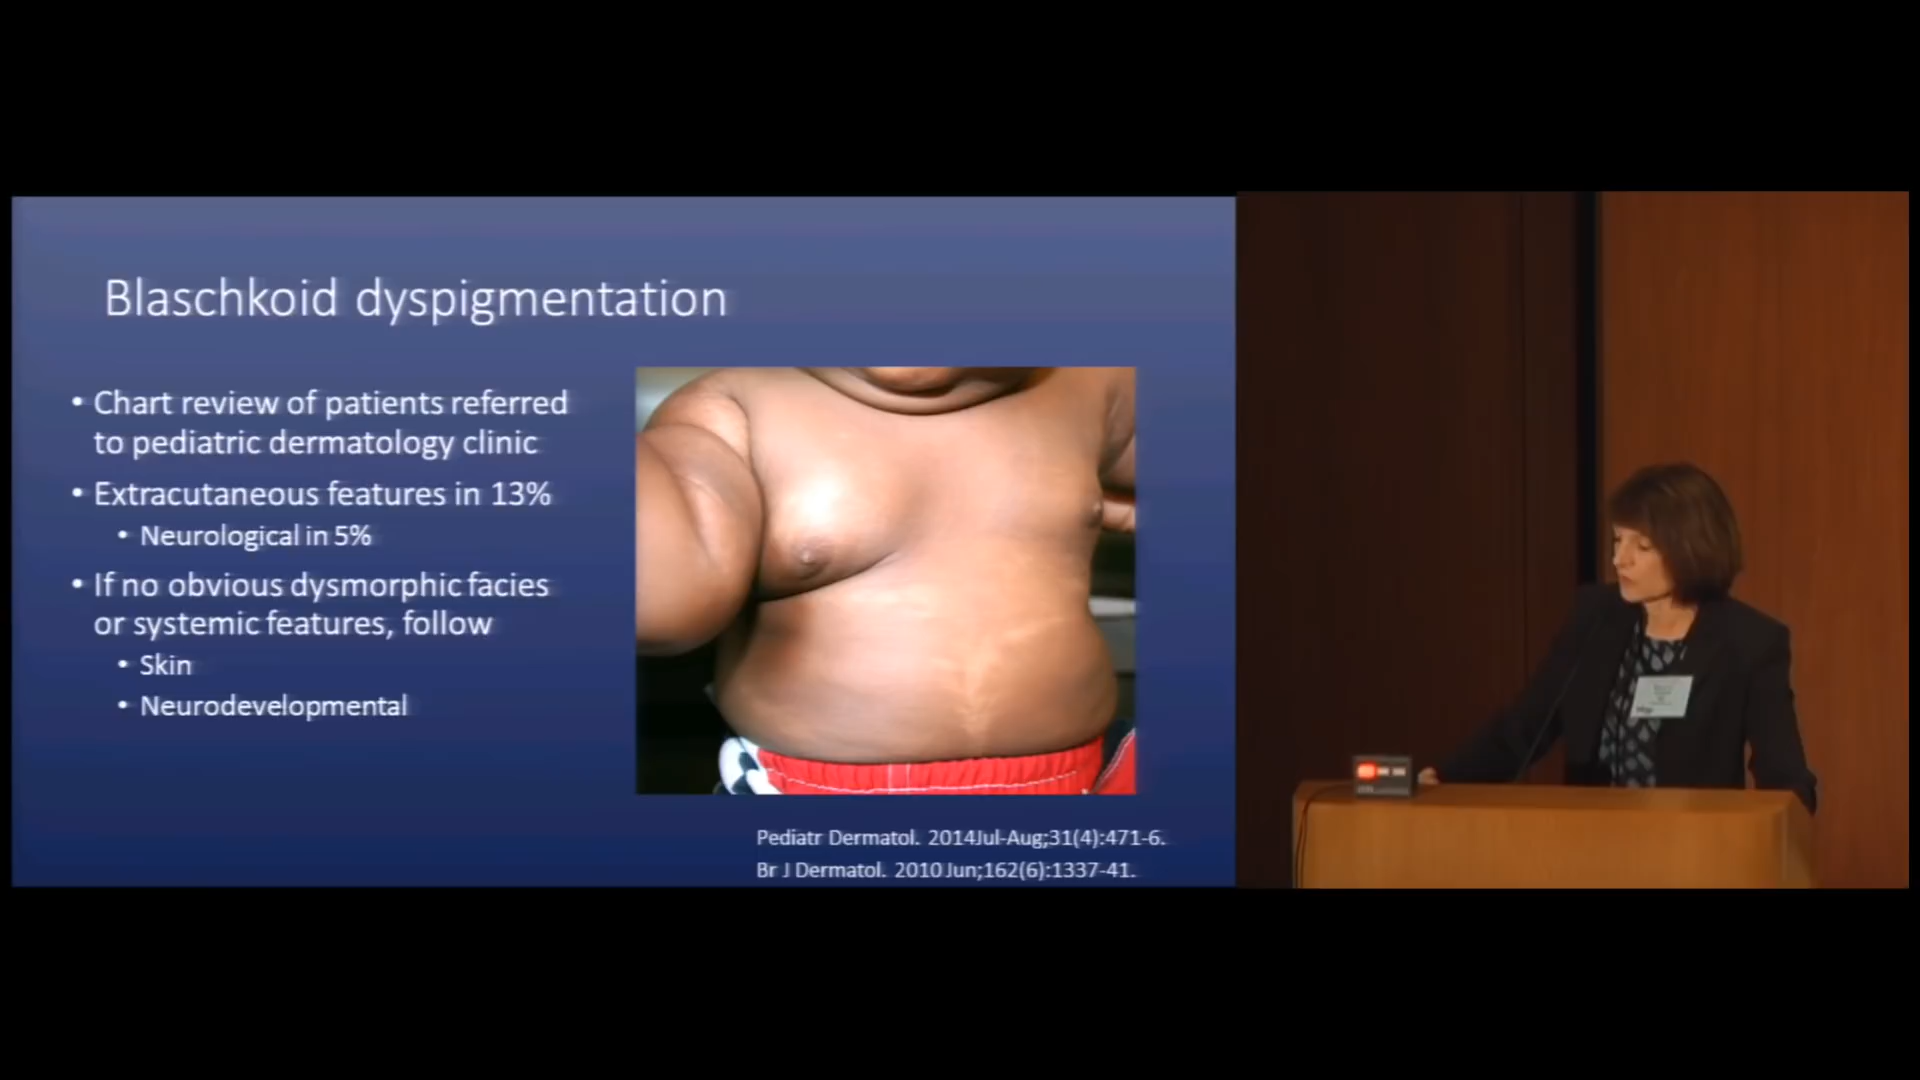 Blaschkoid dyspigmentation
• Chart review of patients referred
to pediatric dermatology clinic
• Extracutaneous features in 13%
• Neurological in 5%
• If no obvious dysmorphic facies
or systemic features, follow
• Skin
• Neurodevelopmental
Pediatr Dermatol. 2014Jul-Aug;31(4):471-6.
Br J Dermatol. 2010 Jun;162(6):1337-41.